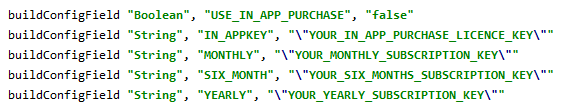 buildConfigField "Boolean", "USE_IN_APP_PURCHASE", "false"
buildConfigField "String", "IN_APPKEY", "\"YOUR_IN_APP_PURCHASE_LICENCE_KEY\""
buildConfigField "String", "MONTHLY", "\"YOUR_MONTHLY_SUBSCRIPTION_KEY\""
buildConfigField "String", "SIX_MONTH", "\"YOUR_SIX_MONTHS_SUBSCRIPTION_KEY\""
buildConfigField "String", "YEARLY", "\"YOUR_YEARLY_SUBSCRIPTION_KEY\""